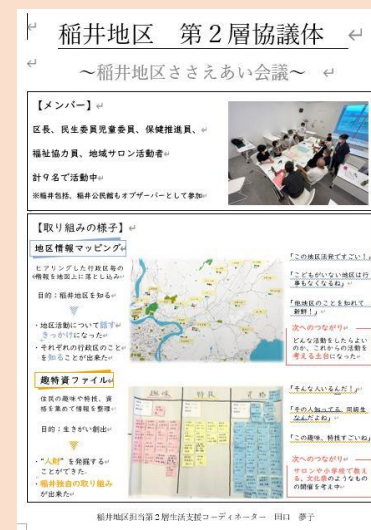 稲井地区 第2層協議体
～稲井地区ささえあい会議～
【メンバー】
区長、民生委員児童委員、保健推進員、
福祉協力員、地域サロン活動者
計9名で活動中
※稲井包括、稲井公民館もオブザーバーとして参加
【取り組みの様子】
地区情報マッピング
ヒアリングした行政区毎の
情報を地図上に落とし込み
目的：稲井地区を知る
・地区活動について話す
きっかけになった
・それぞれの行政区のこと
を知ることが出来た
「この地区活発ですごい！」
「こどもがいない地区は行
事もなくなるね」
「他地区のことを知れて
新鮮！」
次へのつながり
どんな活動をしたらよい
のか、これからの活動を
考える土台になった
趣特資ファイル
住民の趣味や特技、資
格を集めて情報を整理
目的：生きがい創出
・“人財”を発掘する
ことができた
・稲井独自の取り組み
が出来た
趣味
特技
資格
「そんな人いるんだ！」
「その人知ってる、同級生
なんだよね」
「この趣味、特技すごいね」
次へのつながり
サロンや小学校で教え
る、文化祭のようなもの
の開催を考え中
稲井地区担当第2層生活支援コーディネーター 田口 夢子